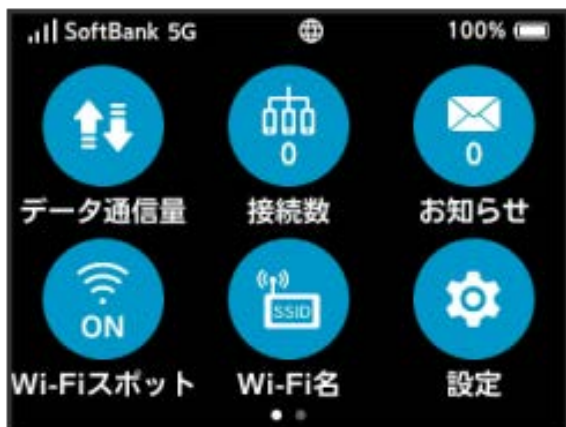 SoftBank 5G 100%
0 0
データ通信量 接続数 お知らせ
ON SSID
Wi-Fiスポット Wi-Fi名 設定